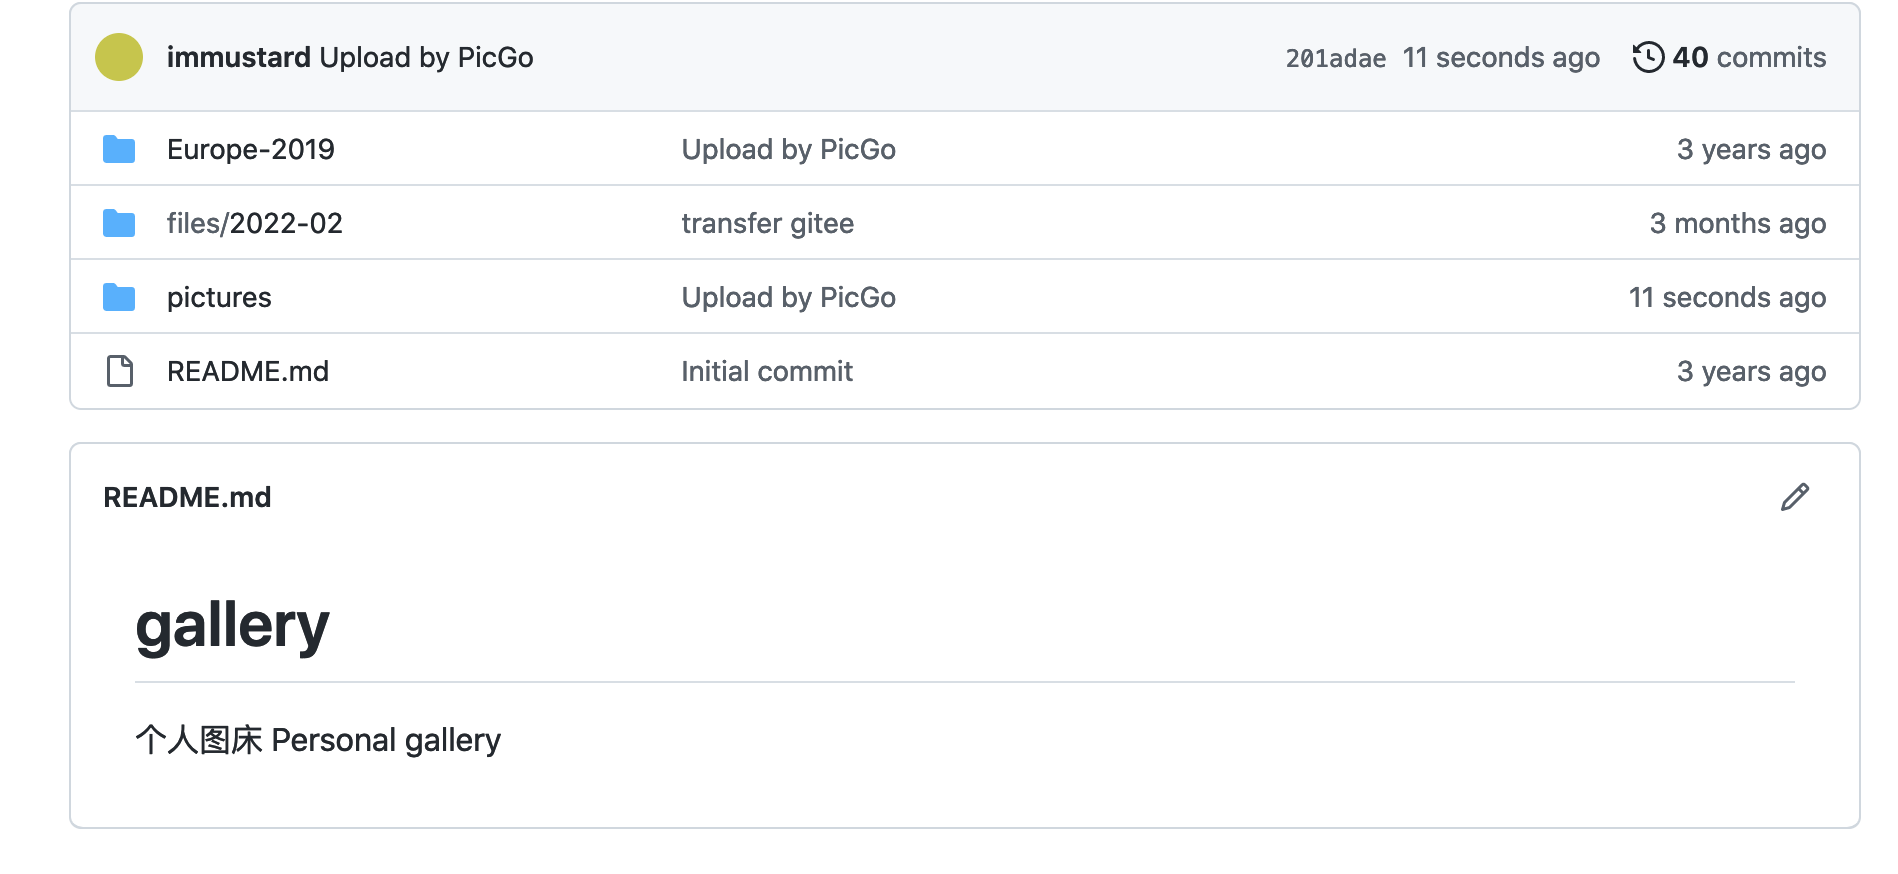 immustard Upload by PicGo 201adae 11 seconds ago 40 commits
Europe-2019 Upload by PicGo 3 years ago
files/2022-02 transfer gitee 3 months ago
pictures Upload by PicGo 11 seconds ago
README.md Initial commit 3 years ago
README.md
gallery
个人图床 Personal gallery